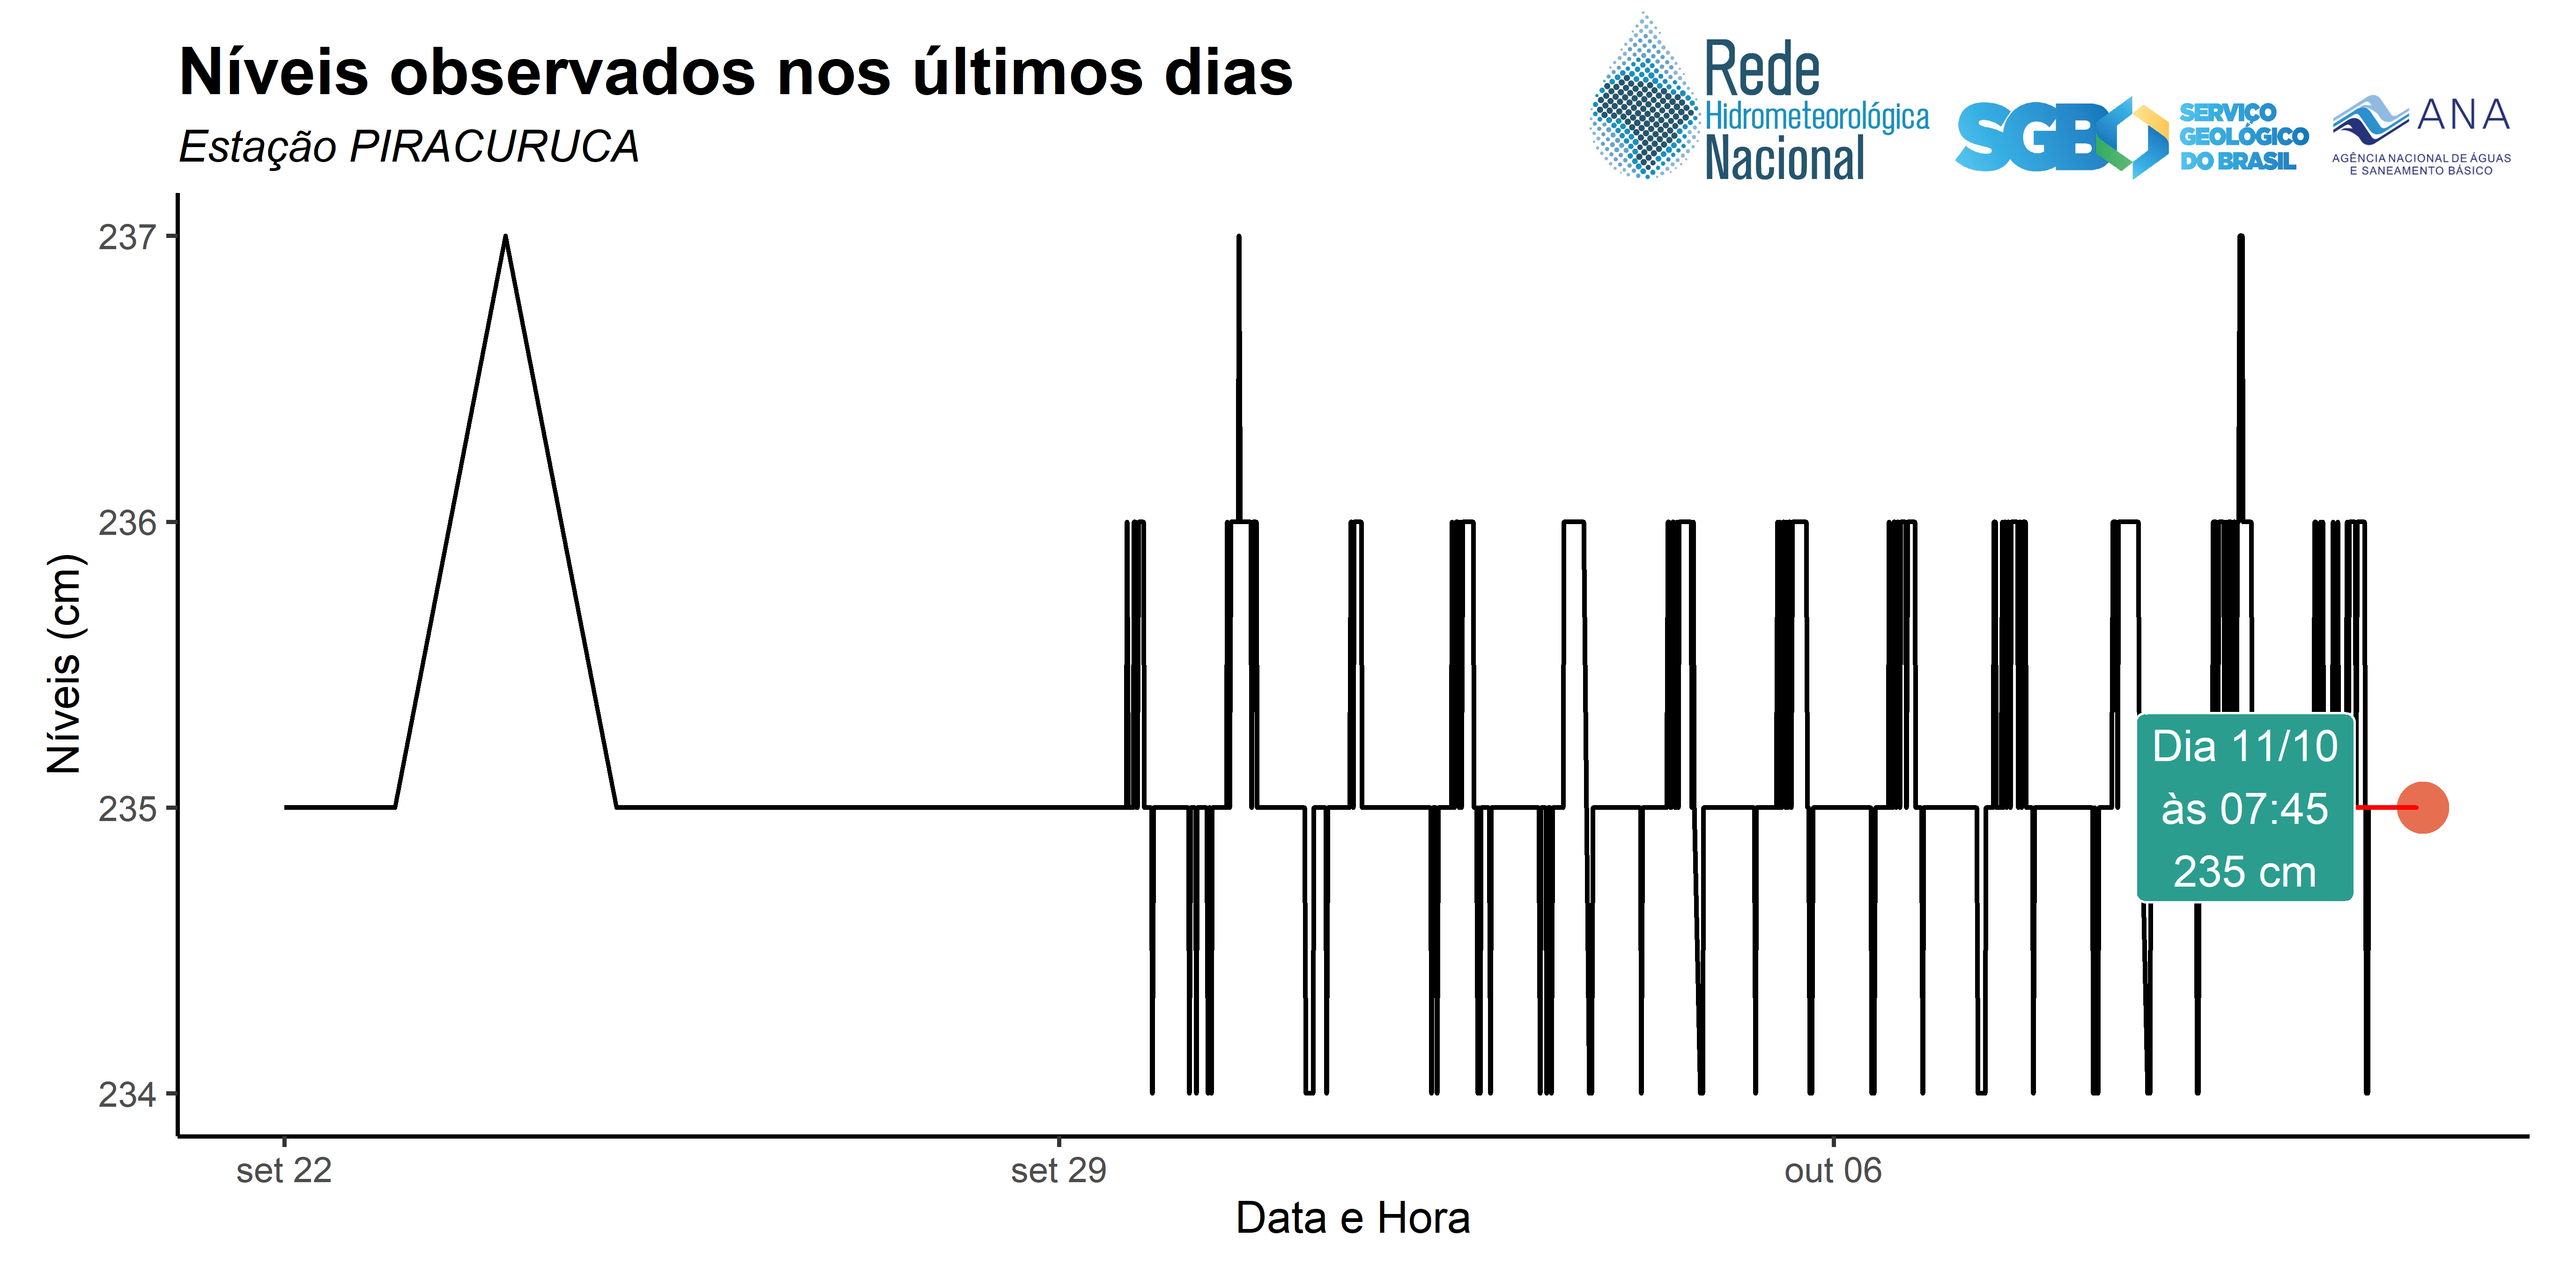 Níveis observados nos últimos dias
Estação PIRACURUCA
Rede
Hidrometeorológica
Nacional
SGB
SERVIÇO
GEOLÓGICO
DO BRASIL
ANA
AGÊNCIA NACIONAL DE ÁGUAS
E SANEAMENTO BÁSICO
Níveis (cm)
237
236
235
234
Dia 11/10
às 07:45
235 cm
set 22
set 29
out 06
Data e Hora